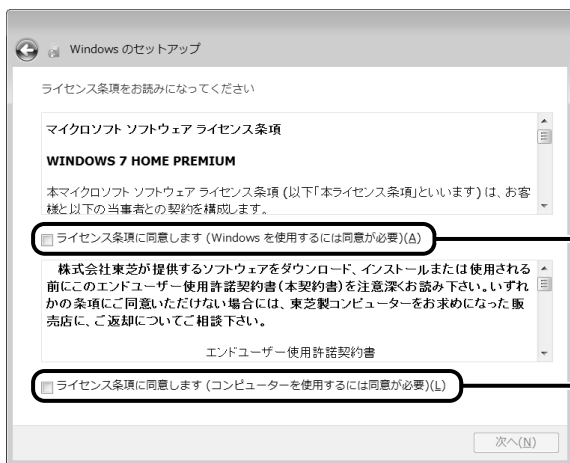 Windows のセットアップ
ライセンス条項をお読みになってください
マイクロソフト ソフトウェア ライセンス条項
WINDOWS 7 HOME PREMIUM
本マイクロソフト ソフトウェア ライセンス条項 (以下「本ライセンス条項」といいます) は、お客
様と以下の当事者との契約を構成します。
ライセンス条項に同意します (Windows を使用するには同意が必要)(A)
株式会社東芝が提供するソフトウェアをダウンロード、インストールまたは使用される
前にこのエンドユーザー使用許諾契約書(本契約書)を注意深くお読み下さい。いずれ
かの条項にご同意いただけない場合には、東芝製コンピューターをお求めになった販
売店に、ご返却についてご相談下さい。
エンドユーザー使用許諾契約書
ライセンス条項に同意します (コンピューターを使用するには同意が必要)(L)
次へ(N)